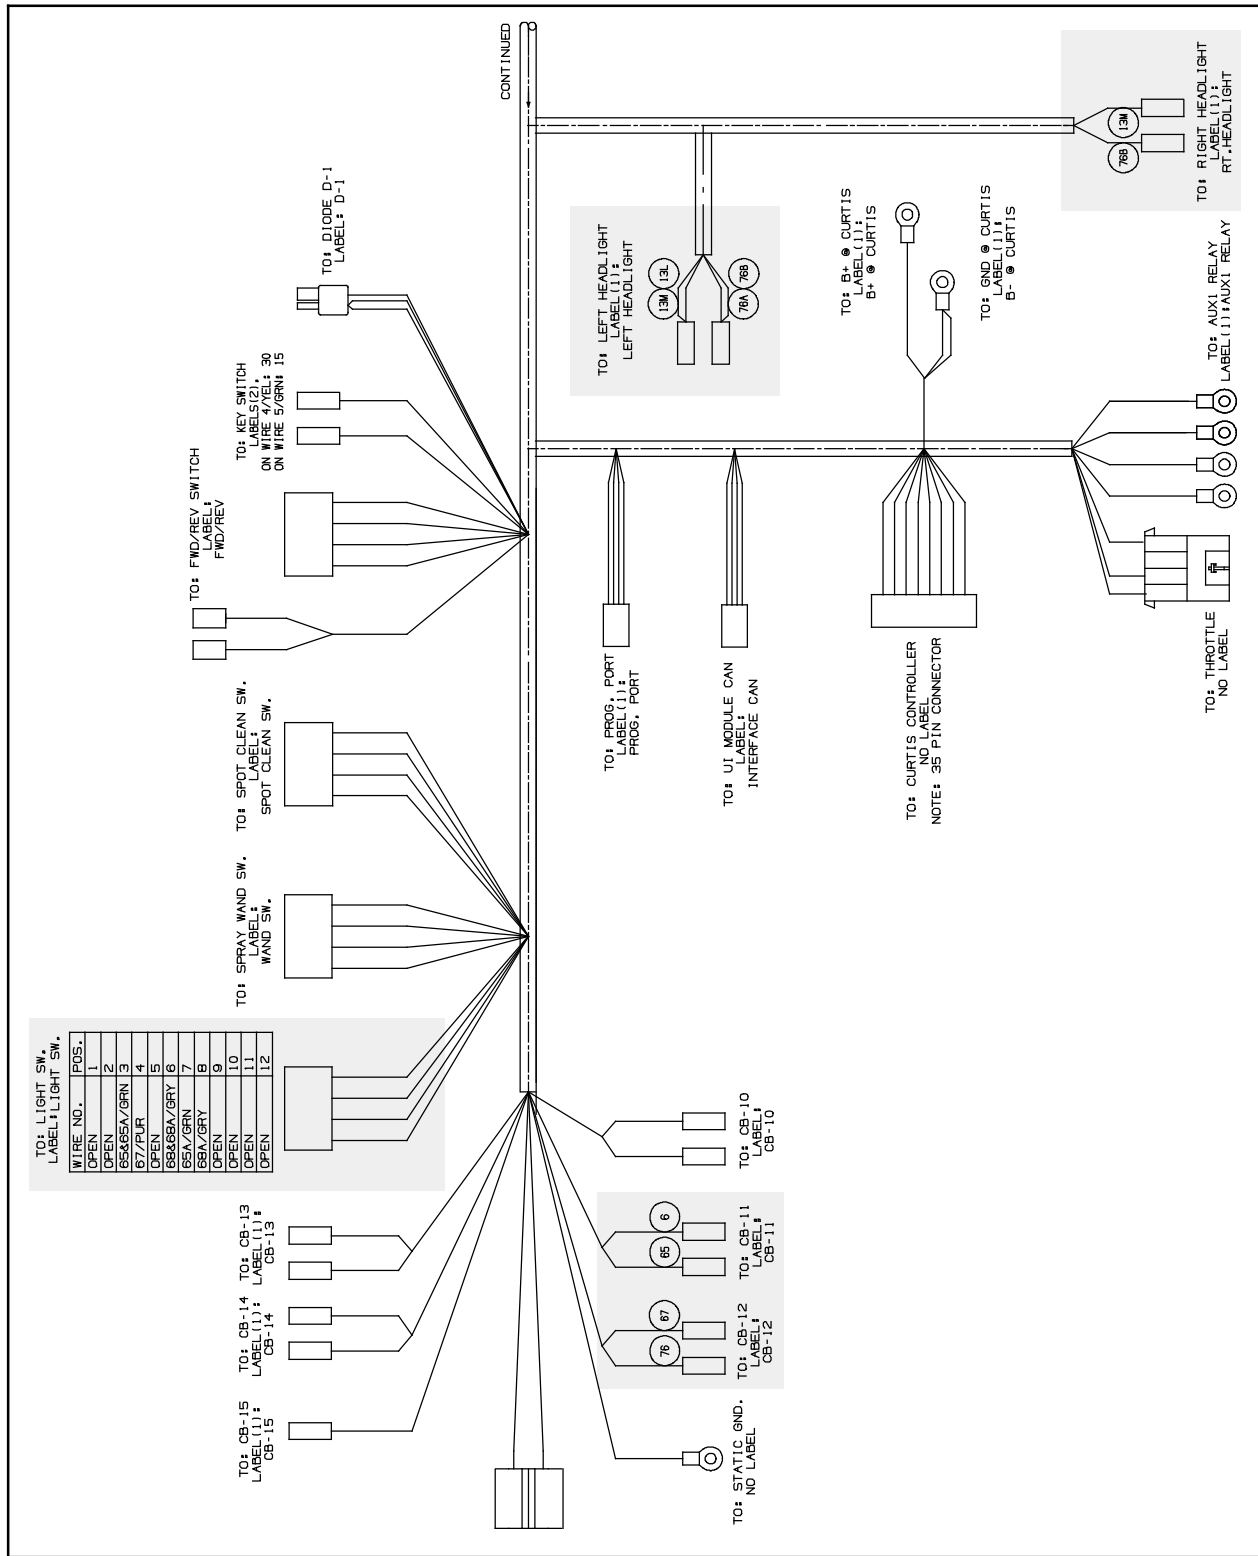 CONTINUED
TO: DIODE D-1
LABEL: D-1
TO: KEY SWITCH
LABELS(2),
ON WIRE 4/YEL: 30
ON WIRE 5/GRN: 15
TO: FWD/REV SWITCH
LABEL:
FWD/REV
TO: SPOT CLEAN SW.
LABEL:
SPOT CLEAN SW.
TO: SPRAY WAND SW.
LABEL:
WAND SW.
TO: LIGHT SW.
LABEL:LIGHT SW.
WIRE NO. POS.
OPEN 1
OPEN 2
65&65A/GRN 3
67/PUR 4
OPEN 5
68&68A/GRY 6
65A/GRN 7
68A/GRY 8
OPEN 9
OPEN 10
OPEN 11
OPEN 12
TO: CB-13
LABEL(1):
CB-13
TO: CB-14
LABEL(1):
CB-14
TO: CB-15
LABEL(1):
CB-15
TO: RIGHT HEADLIGHT
LABEL(1):
RT.HEADLIGHT
76B
13M
TO: LEFT HEADLIGHT
LABEL(1):
LEFT HEADLIGHT
13M
13L
76A
76B
TO: B+ @ CURTIS
LABEL(1):
B+ @ CURTIS
TO: GND @ CURTIS
LABEL(1):
B- @ CURTIS
TO: AUX1 RELAY
LABEL(1):AUX1 RELAY
TO: PROG. PORT
LABEL(1):
PROG. PORT
TO: UI MODULE CAN
LABEL:
INTERFACE CAN
TO: CURTIS CONTROLLER
NO LABEL
NOTE: 35 PIN CONNECTOR
TO: THROTTLE
NO LABEL
TO: CB-10
LABEL:
CB-10
65
6
TO: CB-11
LABEL:
CB-11
76
67
TO: CB-12
LABEL:
CB-12
TO: STATIC GND.
NO LABEL